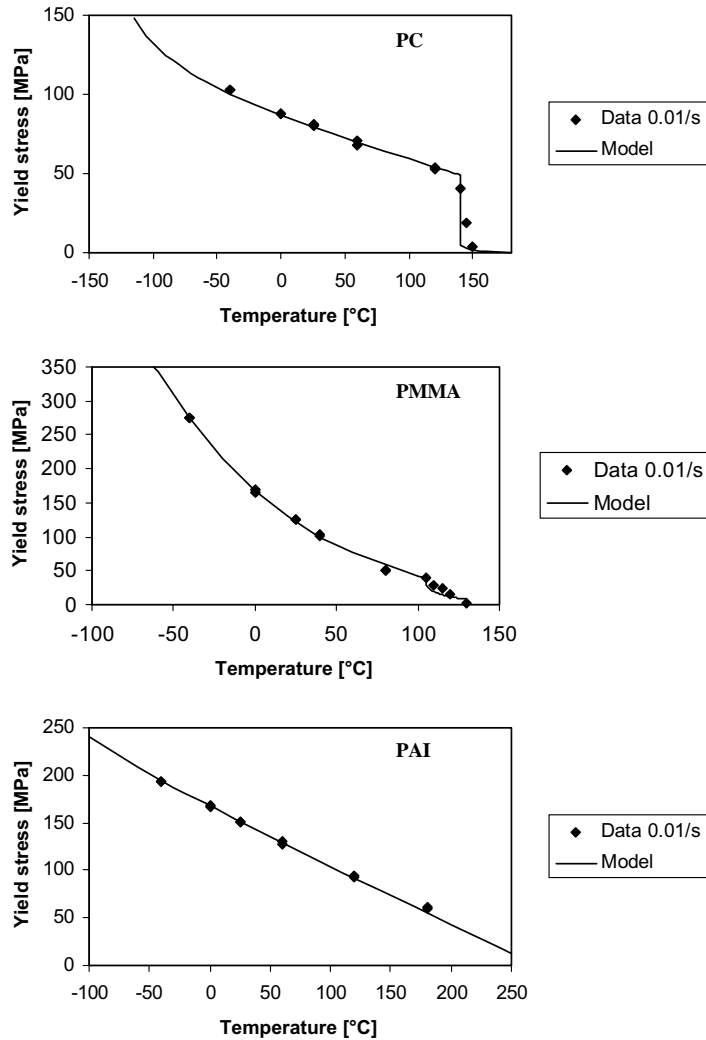 150
PC
100
50
0
-150 -100 -50 0 50 100 150
Yield stress [MPa]
Temperature [°C]
Data 0.01/s
Model
350
PMMA
300
250
200
150
100
50
0
-100 -50 0 50 100 150
Yield stress [MPa]
Temperature [°C]
Data 0.01/s
Model
250
PAI
200
150
100
50
0
-100 -50 0 50 100 150 200 250
Yield stress [MPa]
Temperature [°C]
Data 0.01/s
Model